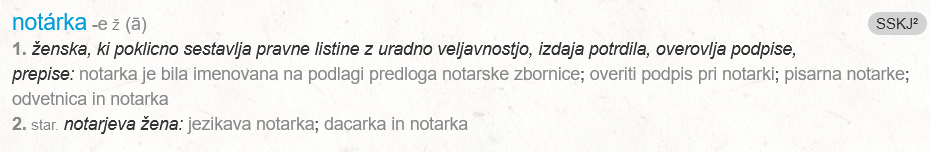 notárka -e ž (ā) SSKJ²
1. ženska, ki poklicno sestavlja pravne listine z uradno veljavnostjo, izdaja potrdila, overovlja podpise,
prepise: notarka je bila imenovana na podlagi predloga notarske zbornice; overiti podpis pri notarki; pisarna notarke;
odvetnica in notarka
2. star. notarjeva žena: jezikava notarka; dacarka in notarka